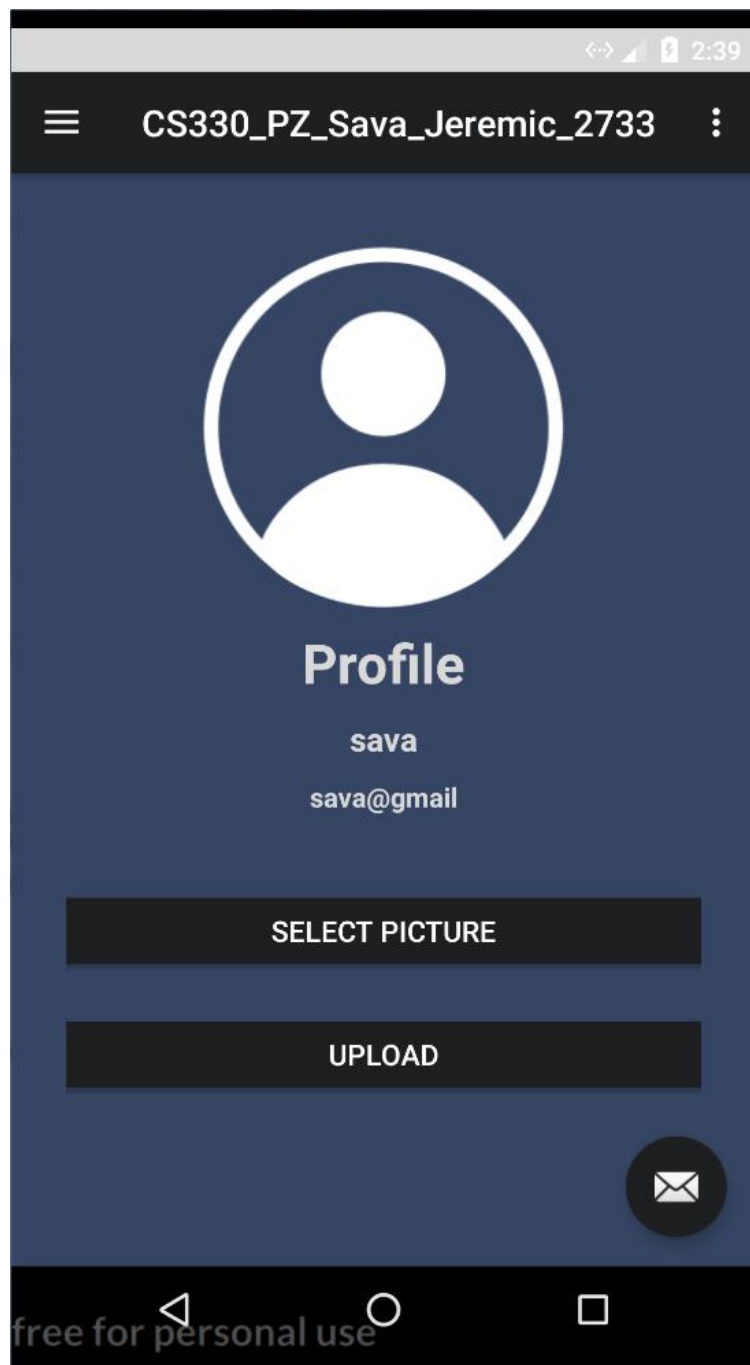 2:39
CS330_PZ_Sava_Jeremic_2733
Profile
sava
sava@gmail
SELECT PICTURE
UPLOAD
free for personal use